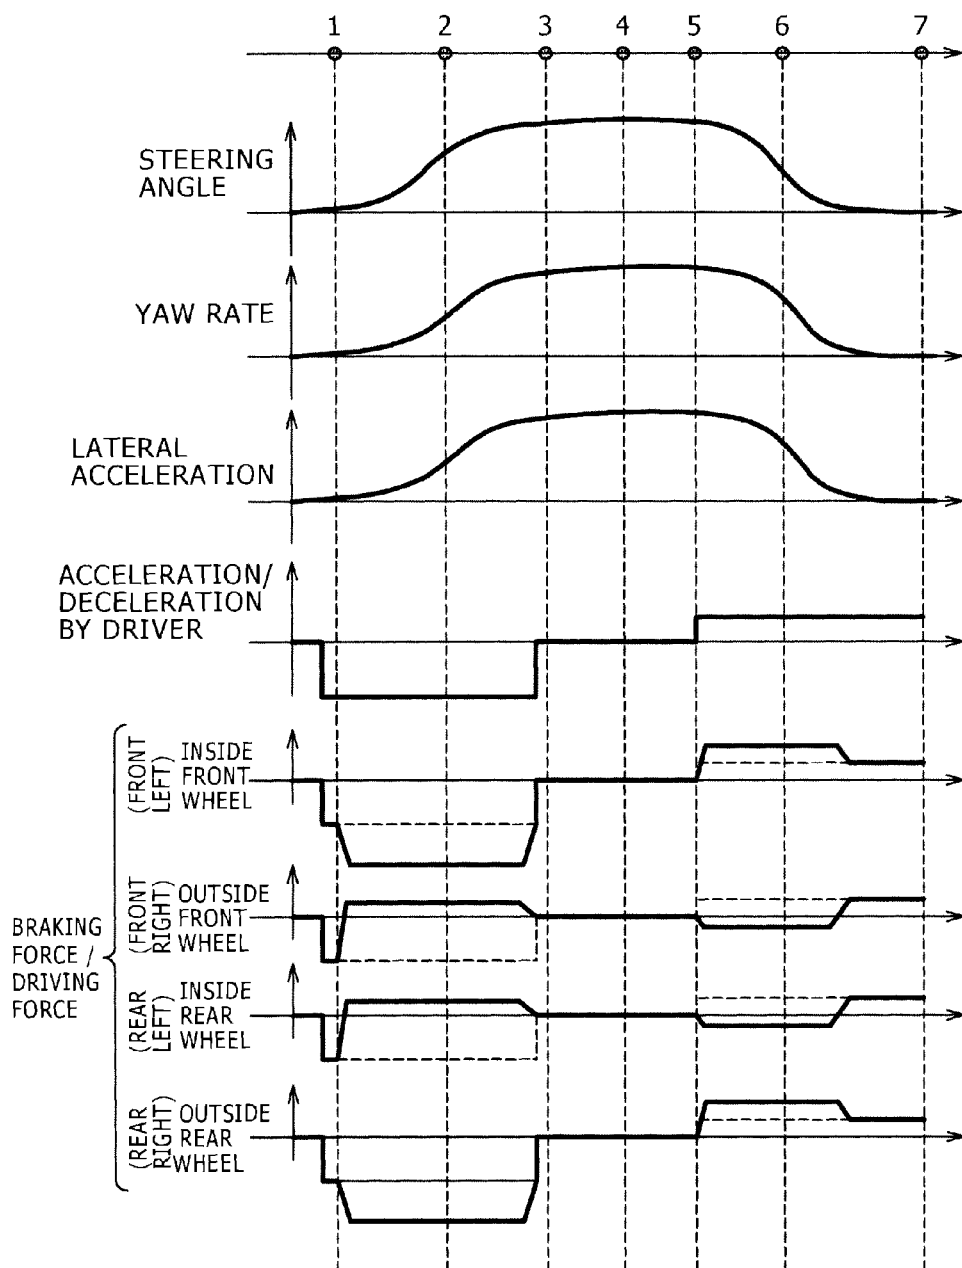 1 2 3 4 5 6 7
STEERING
ANGLE
YAW RATE
LATERAL
ACCELERATION
ACCELERATION/
DECELERATION
BY DRIVER
BRAKING
FORCE /
DRIVING
FORCE
(FRONT
LEFT)
INSIDE
FRONT
WHEEL
(FRONT
RIGHT)
OUTSIDE
FRONT
WHEEL
(REAR
LEFT)
INSIDE
REAR
WHEEL
(REAR
RIGHT)
OUTSIDE
REAR
WHEEL